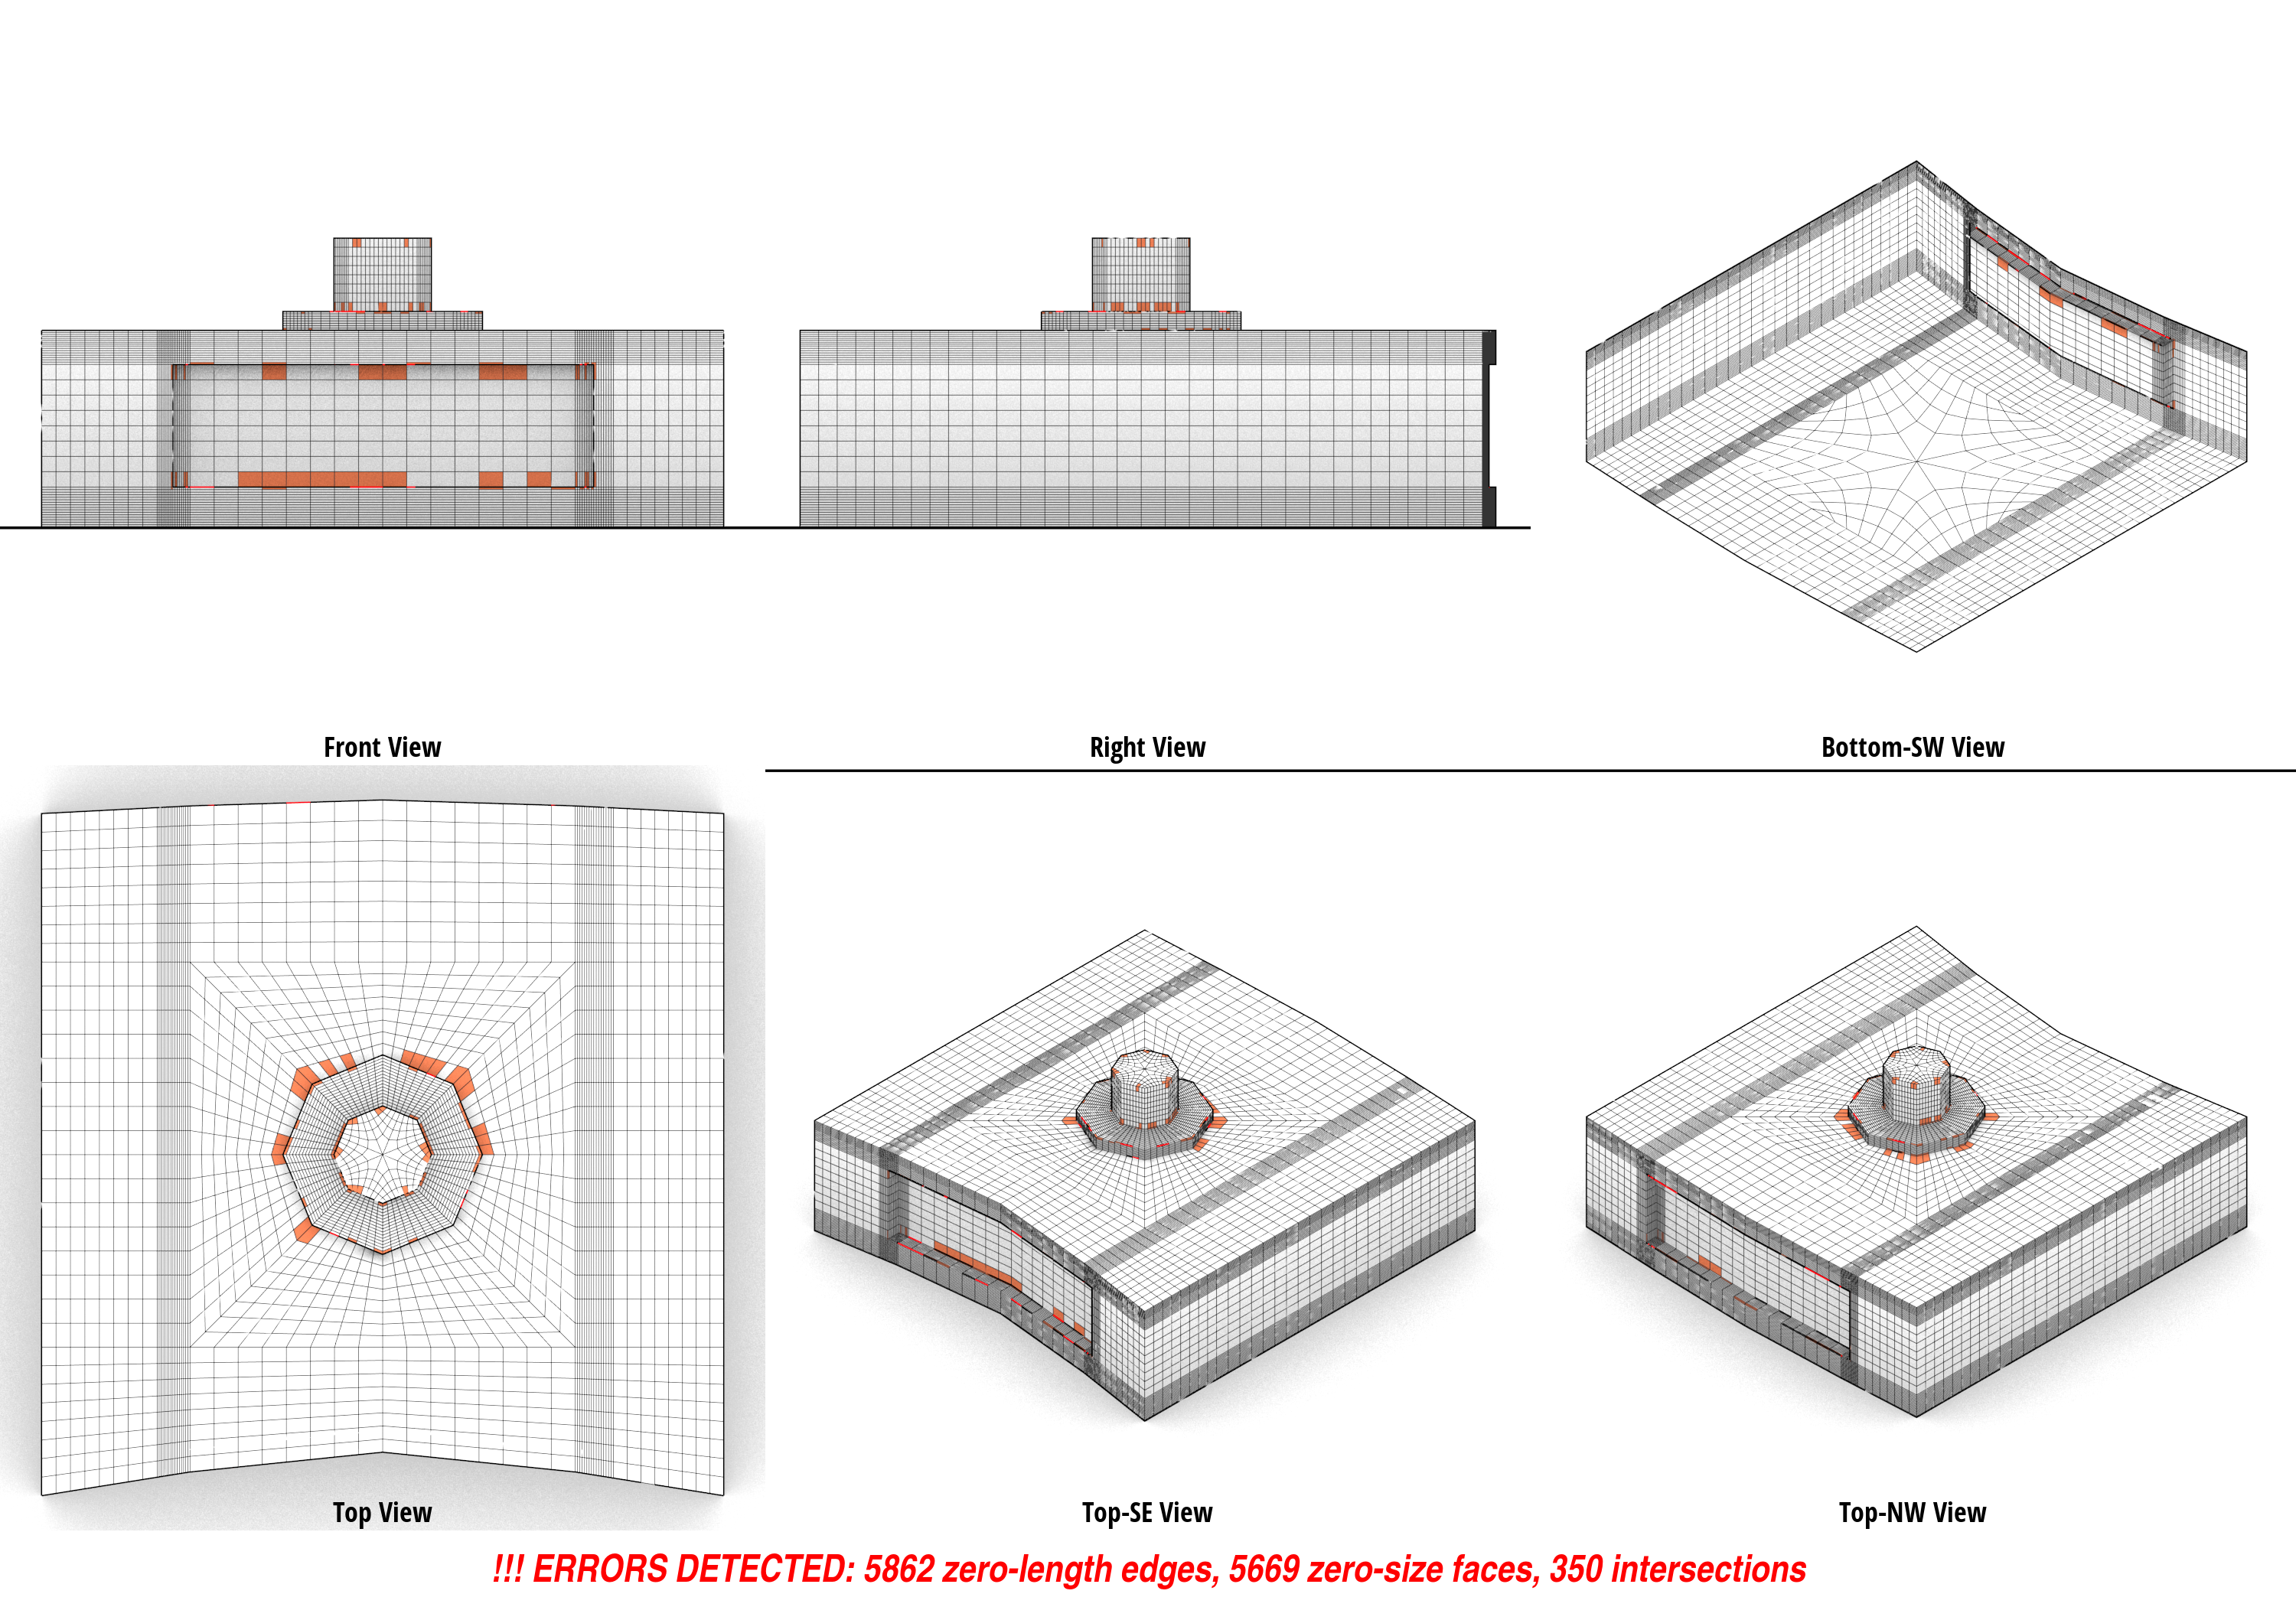 Front View
Right View
Bottom-SW View
Top View
Top-SE View
Top-NW View
!!! ERRORS DETECTED: 5862 zero-length edges, 5669 zero-size faces, 350 intersections